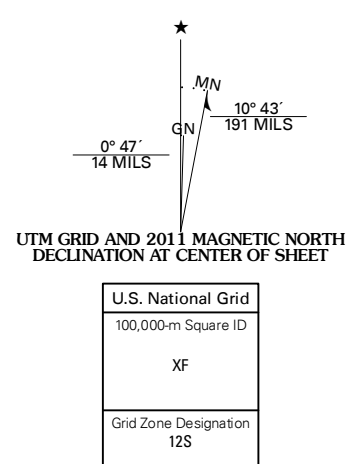 ★
MN
GN
10° 43´
191 MILS
0° 47´
14 MILS
UTM GRID AND 2011 MAGNETIC NORTH
DECLINATION AT CENTER OF SHEET
U.S. National Grid
100,000-m Square ID
XF
Grid Zone Designation
12S